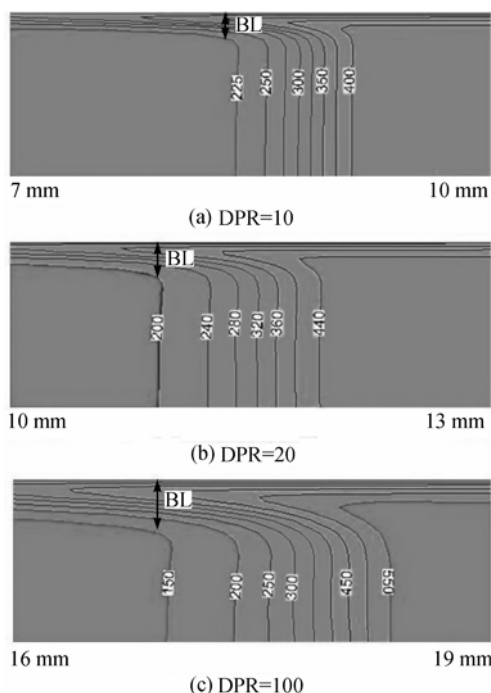 BL
225 250 300 350 400
7 mm 10 mm
(a) DPR=10
BL
200 240 280 320 360 440
10 mm 13 mm
(b) DPR=20
BL
150 200 250 300 450 550
16 mm 19 mm
(c) DPR=100